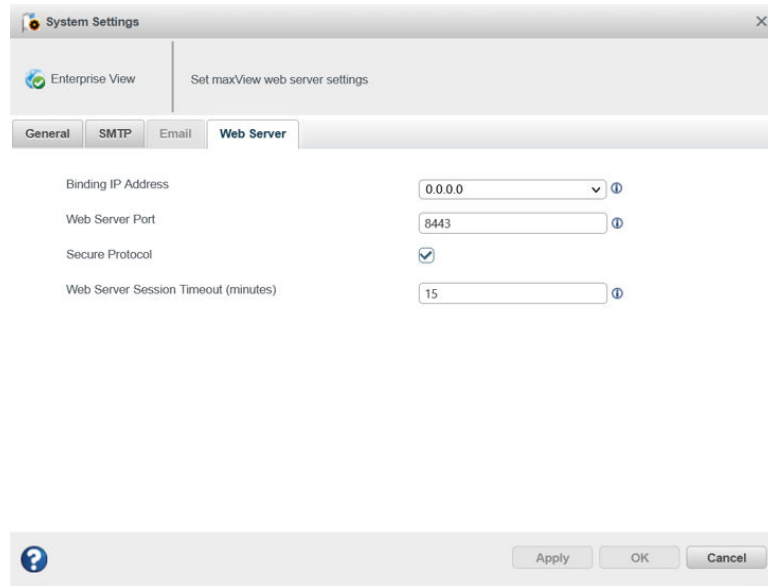 System Settings
Enterprise View
Set maxView web server settings
General SMTP Email Web Server
Binding IP Address 0.0.0.0
Web Server Port 8443
Secure Protocol
Web Server Session Timeout (minutes) 15
Apply OK Cancel